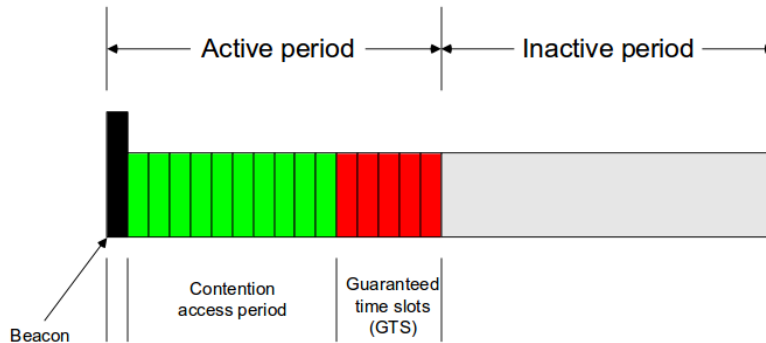 Active period
Inactive period
Contention
access period
Guaranteed
time slots
(GTS)
Beacon